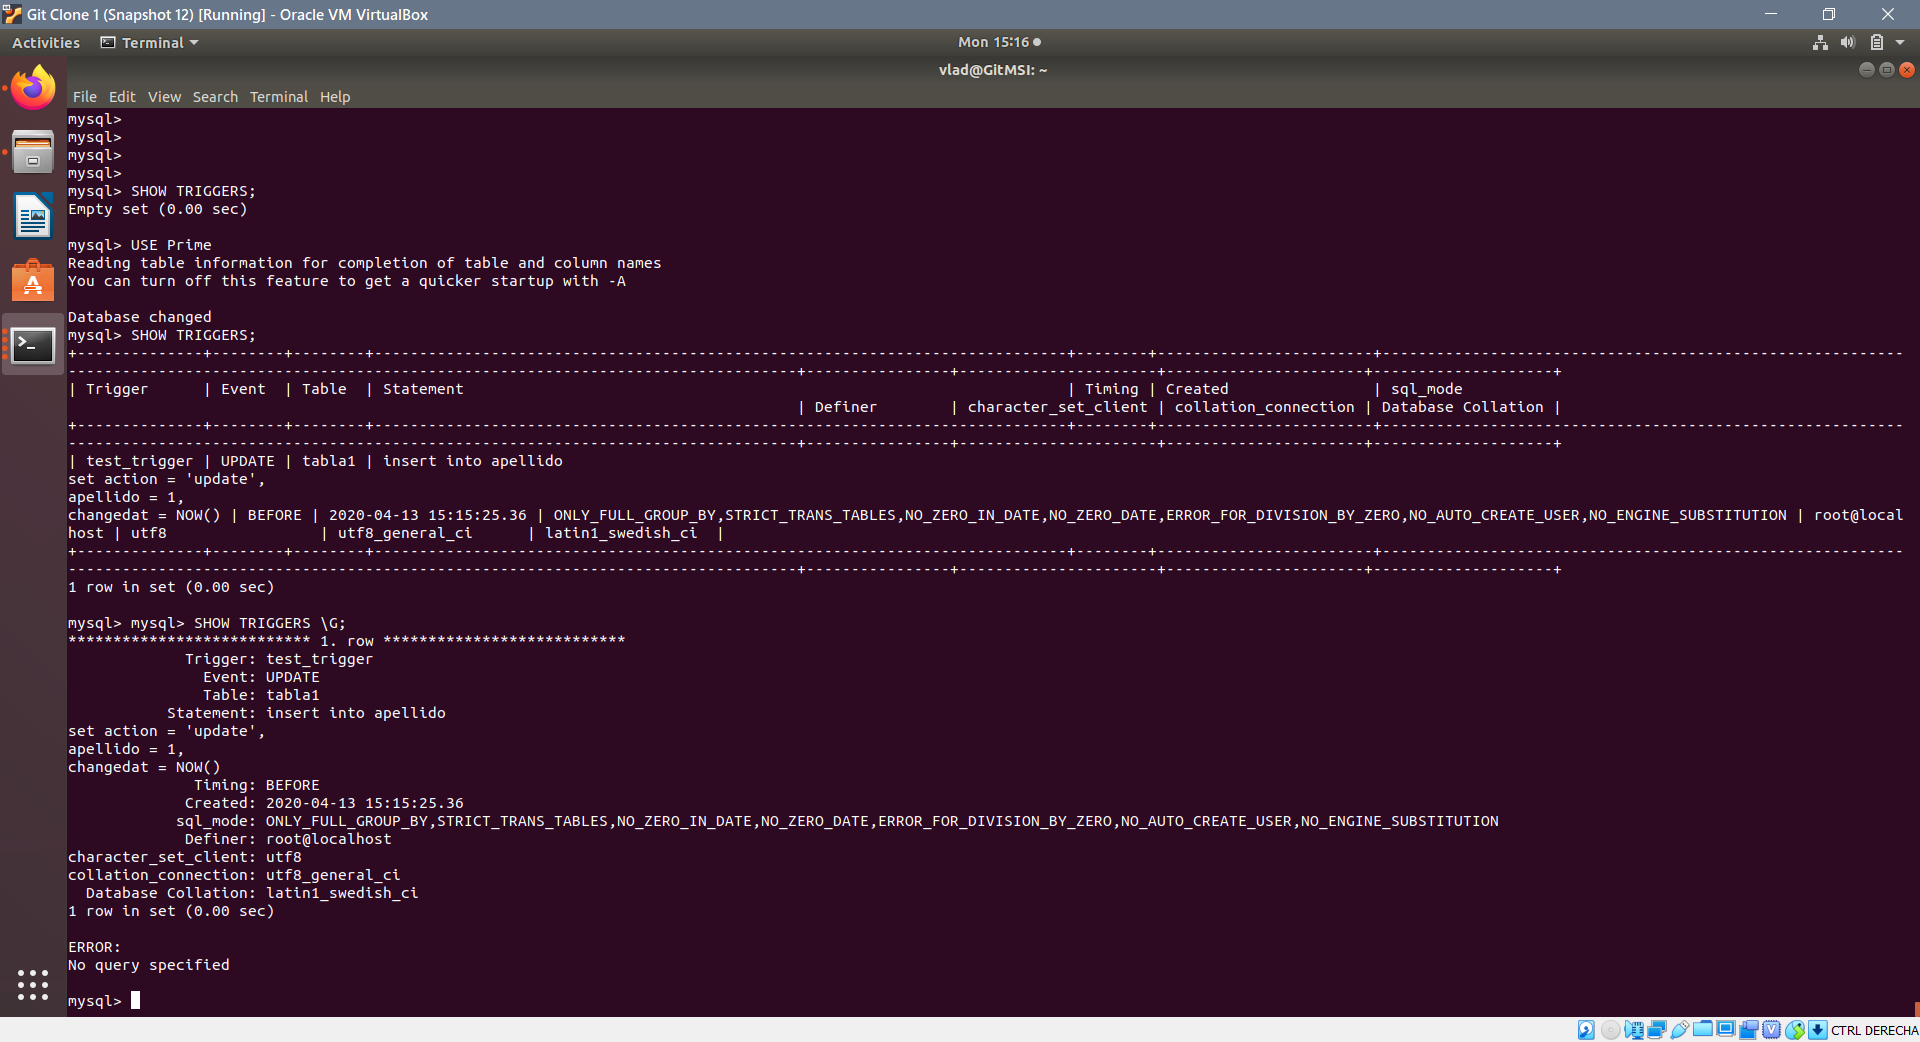 Git Clone 1 (Snapshot 12) [Running] - Oracle VM VirtualBox
Activities Terminal Mon 15:16
vlad@GitMSI: ~
File Edit View Search Terminal Help
mysql>
mysql>
mysql>
mysql>
mysql> SHOW TRIGGERS;
Empty set (0.00 sec)
mysql> USE Prime
Reading table information for completion of table and column names
You can turn off this feature to get a quicker startup with -A
Database changed
mysql> SHOW TRIGGERS;
+--------------+--------+--------+-----------------------------------------------------------------------------+--------+------------------------+----------------------------------------------------------
---------------------------------------------------------------------------------+----------------+----------------------+----------------------+--------------------+
| Trigger | Event | Table | Statement | Timing | Created | sql_mode
| Definer | character_set_client | collation_connection | Database Collation |
+--------------+--------+--------+-----------------------------------------------------------------------------+--------+------------------------+----------------------------------------------------------
---------------------------------------------------------------------------------+----------------+----------------------+----------------------+--------------------+
| test_trigger | UPDATE | tabla1 | insert into apellido
set action = 'update',
apellido = 1,
changedat = NOW() | BEFORE | 2020-04-13 15:15:25.36 | ONLY_FULL_GROUP_BY,STRICT_TRANS_TABLES,NO_ZERO_IN_DATE,NO_ZERO_DATE,ERROR_FOR_DIVISION_BY_ZERO,NO_AUTO_CREATE_USER,NO_ENGINE_SUBSTITUTION | root@local
host | utf8 | utf8_general_ci | latin1_swedish_ci |
+--------------+--------+--------+-----------------------------------------------------------------------------+--------+------------------------+----------------------------------------------------------
---------------------------------------------------------------------------------+----------------+----------------------+----------------------+--------------------+
1 row in set (0.00 sec)
mysql> mysql> SHOW TRIGGERS \G;
*************************** 1. row ***************************
Trigger: test_trigger
Event: UPDATE
Table: tabla1
Statement: insert into apellido
set action = 'update',
apellido = 1,
changedat = NOW()
Timing: BEFORE
Created: 2020-04-13 15:15:25.36
sql_mode: ONLY_FULL_GROUP_BY,STRICT_TRANS_TABLES,NO_ZERO_IN_DATE,NO_ZERO_DATE,ERROR_FOR_DIVISION_BY_ZERO,NO_AUTO_CREATE_USER,NO_ENGINE_SUBSTITUTION
Definer: root@localhost
character_set_client: utf8
collation_connection: utf8_general_ci
Database Collation: latin1_swedish_ci
1 row in set (0.00 sec)
ERROR:
No query specified
mysql>
CTRL DERECHA